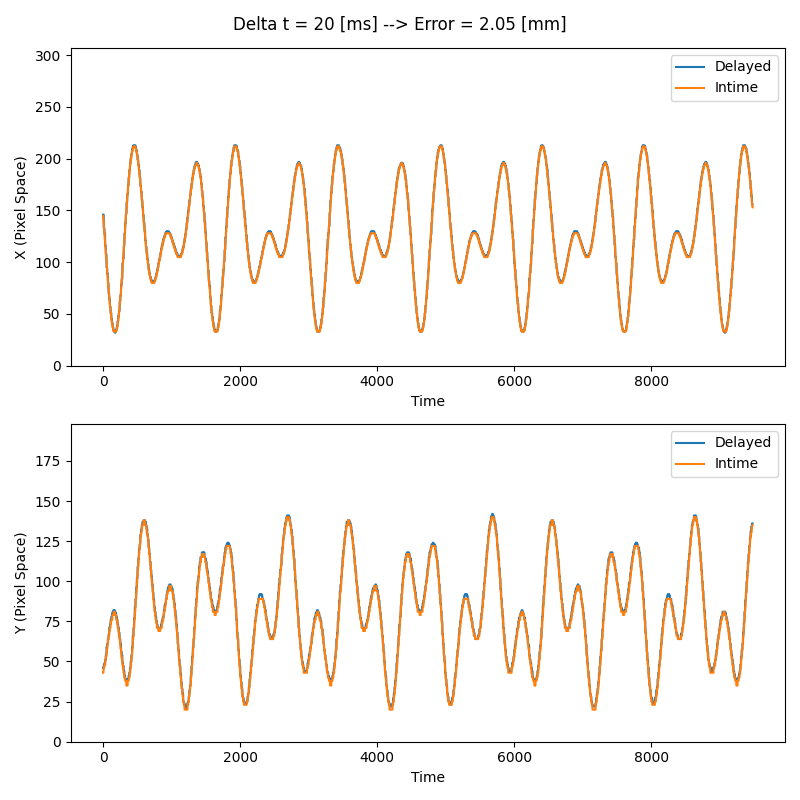 Delta t = 20 [ms] --> Error = 2.05 [mm]
300
250
200
150
100
50
0
X (Pixel Space)
Delayed
Intime
0 2000 4000 6000 8000
Time
175
150
125
100
75
50
25
0
Y (Pixel Space)
Delayed
Intime
0 2000 4000 6000 8000
Time